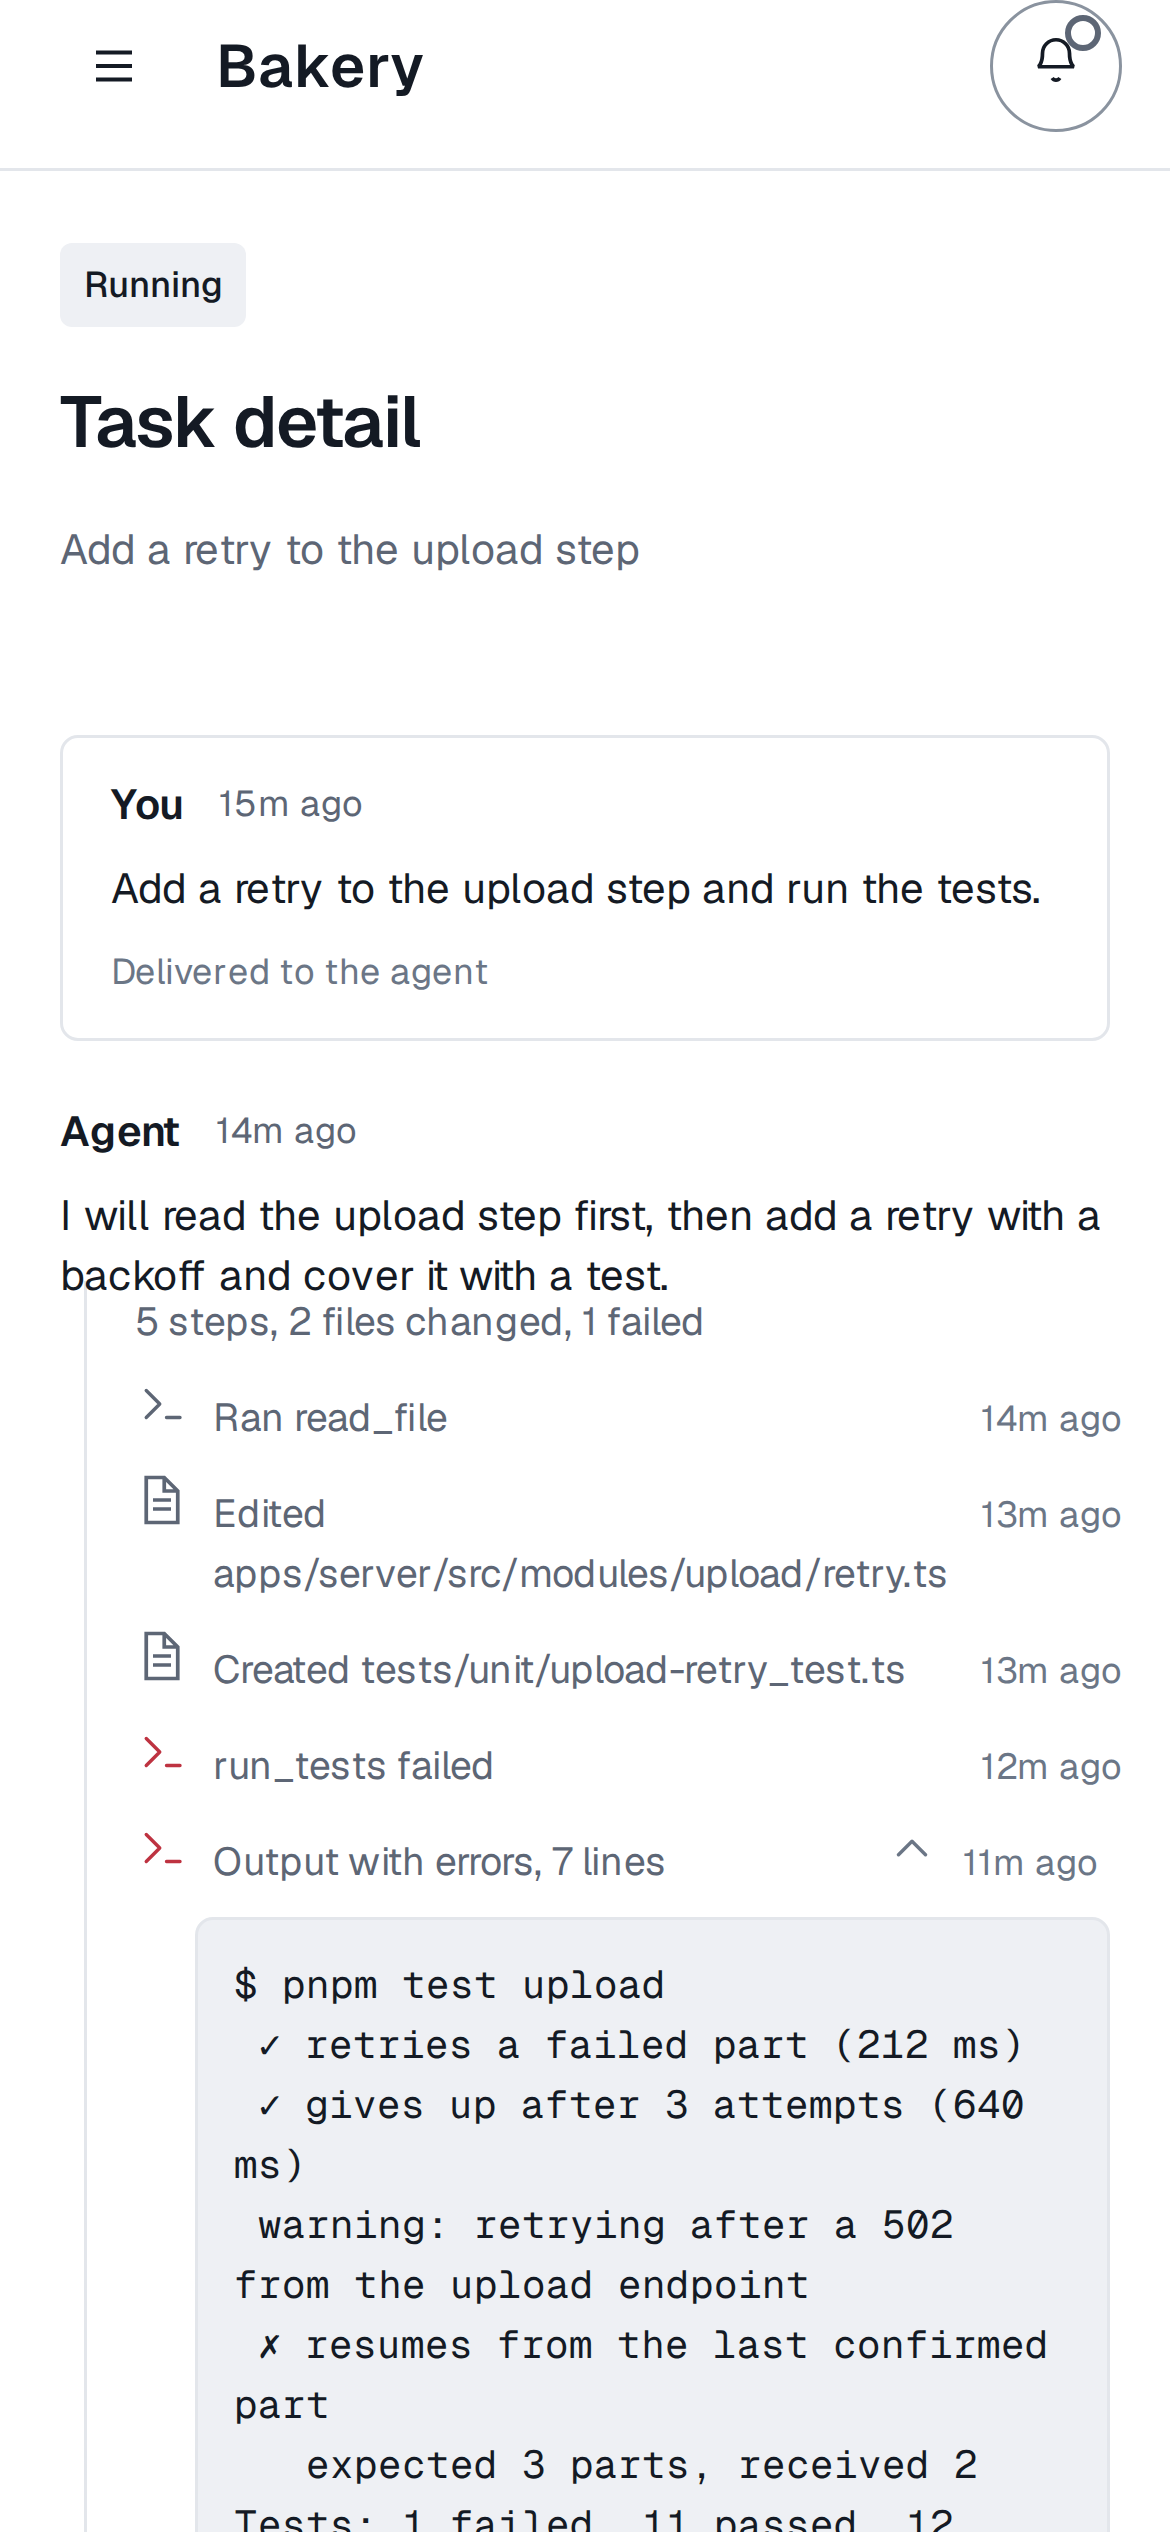 Bakery
Running
Task detail
Add a retry to the upload step
You 15m ago
Add a retry to the upload step and run the tests.
Delivered to the agent
Agent 14m ago
I will read the upload step first, then add a retry with a
backoff and cover it with a test.
5 steps, 2 files changed, 1 failed
Ran read_file 14m ago
Edited 13m ago
apps/server/src/modules/upload/retry.ts
Created tests/unit/upload-retry_test.ts 13m ago
run_tests failed 12m ago
Output with errors, 7 lines 11m ago
$ pnpm test upload
✓ retries a failed part (212 ms)
✓ gives up after 3 attempts (640
ms)
warning: retrying after a 502
from the upload endpoint
✗ resumes from the last confirmed
part
expected 3 parts, received 2
Tests: 1 failed, 11 passed, 12